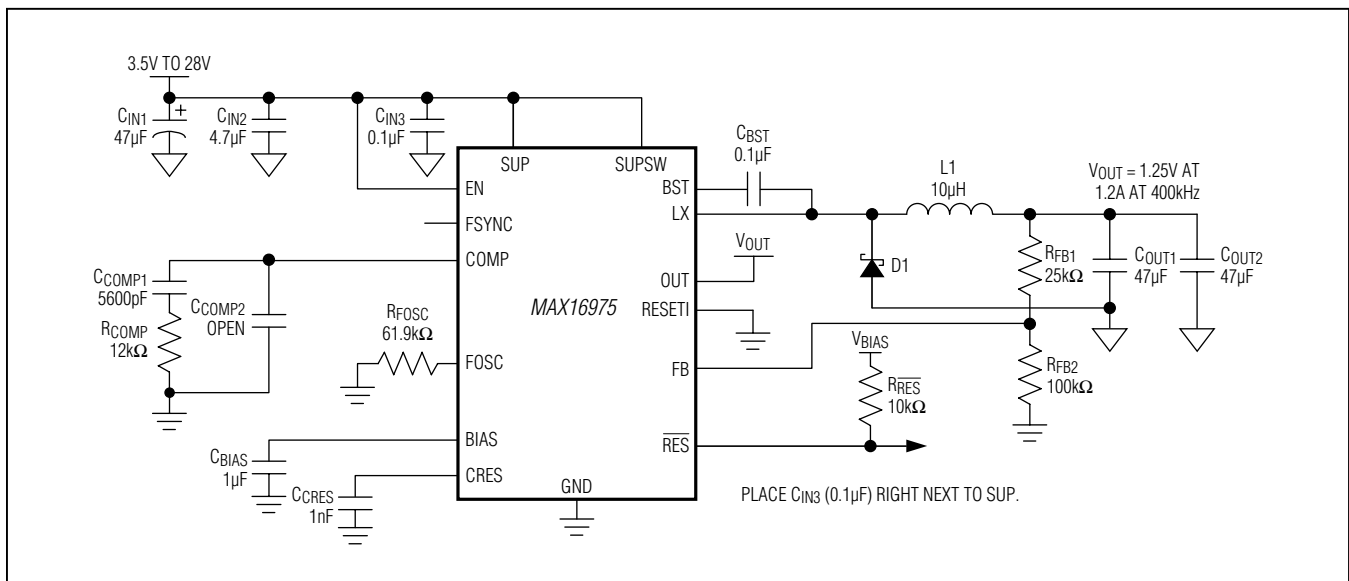 3.5V TO 28V
CIN1
47µF
+
CIN2
4.7µF
CIN3
0.1µF
SUP
SUPSW
EN
FSYNC
COMP
FOSC
BIAS
CRES
GND
MAX16975
BST
LX
OUT
RESETI
FB
RES
CCOMP1
5600pF
RCOMP
12kΩ
CCOMP2
OPEN
RFOSC
61.9kΩ
CBIAS
1µF
CCRES
1nF
CBST
0.1µF
L1
10µH
VOUT = 1.25V AT
1.2A AT 400kHz
VOUT
D1
RFB1
25kΩ
COUT1
47µF
COUT2
47µF
VBIAS
RRES
10kΩ
RFB2
100kΩ
PLACE CIN3 (0.1µF) RIGHT NEXT TO SUP.